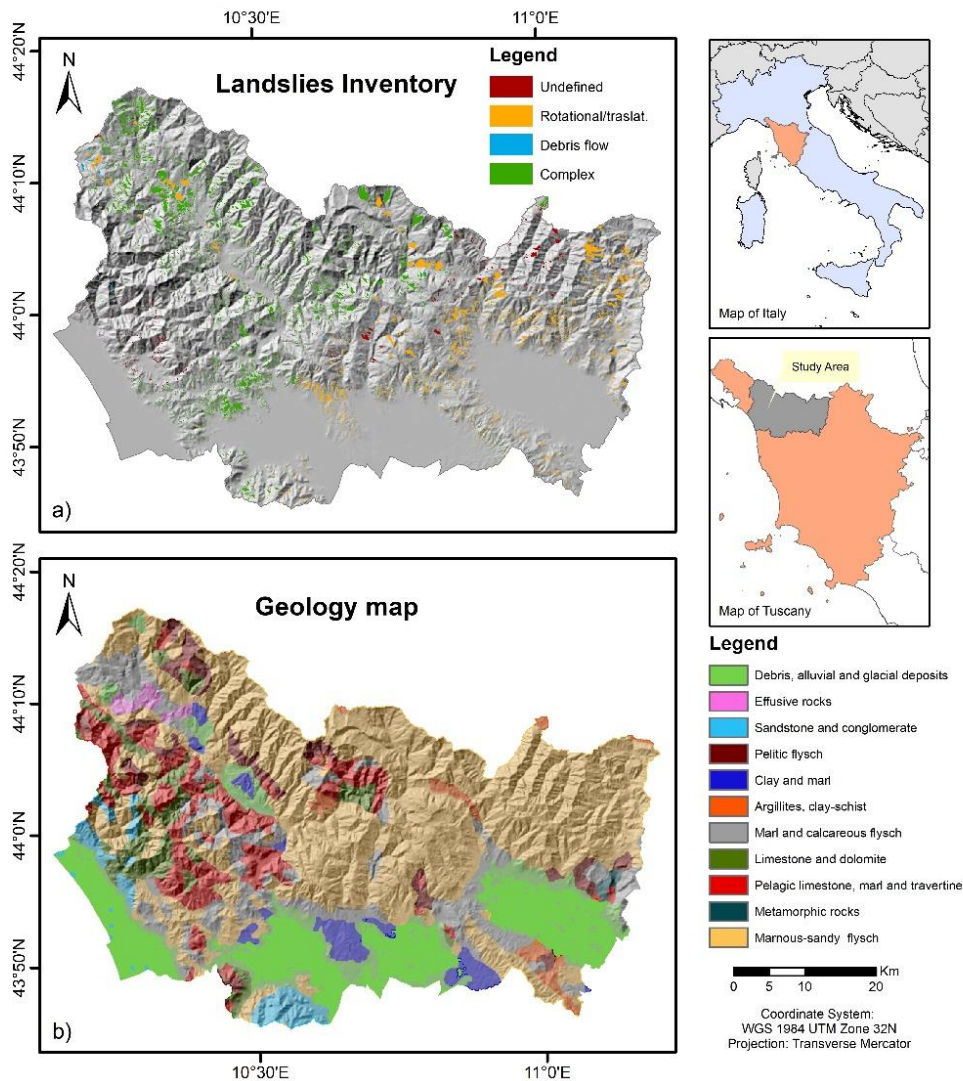 10°30'E
11°0'E
44°20'N
44°10'N
44°0'N
43°50'N
N
Landslies Inventory
Legend
Undefined
Rotational/traslat.
Debris flow
Complex
a)
Map of Italy
Study Area
Map of Tuscany
44°20'N
44°10'N
44°0'N
43°50'N
N
Geology map
b)
10°30'E
11°0'E
Legend
Debris, alluvial and glacial deposits
Effusive rocks
Sandstone and conglomerate
Pelitic flysch
Clay and marl
Argillites, clay-schist
Marl and calcareous flysch
Limestone and dolomite
Pelagic limestone, marl and travertine
Metamorphic rocks
Marnous-sandy flysch
Km
0 5 10 20
Coordinate System:
WGS 1984 UTM Zone 32N
Projection: Transverse Mercator